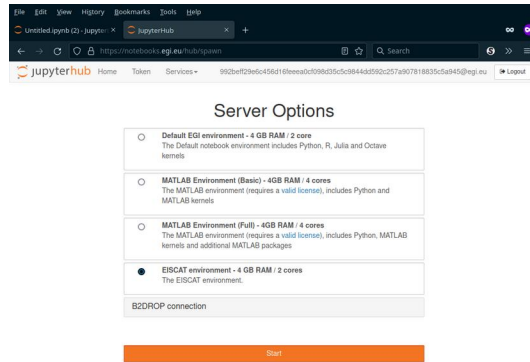 File Edit View History Bookmarks Tools Help
Untitled.ipynb (2) - Jupyter
JupyterHub
https://notebooks.egi.eu/hub/spawn
Search
jupyterhub Home Token Services
992beff29e6c456d16feeea0cf098d35c5c9844dd592c257a907818835c5a945@egi.eu
Logout
Server Options
Default EGI environment - 4 GB RAM / 2 core
The Default notebook environment includes Python, R, Julia and Octave
kernels
MATLAB Environment (Basic) - 4GB RAM / 4 cores
The MATLAB environment (requires a valid license), includes Python and
MATLAB kernels
MATLAB Environment (Full) - 4GB RAM / 4 cores
The MATLAB environment (requires a valid license), includes Python, MATLAB
kernels and additional MATLAB packages
EISCAT environment - 4 GB RAM / 2 cores
The EISCAT environment.
B2DROP connection
Start